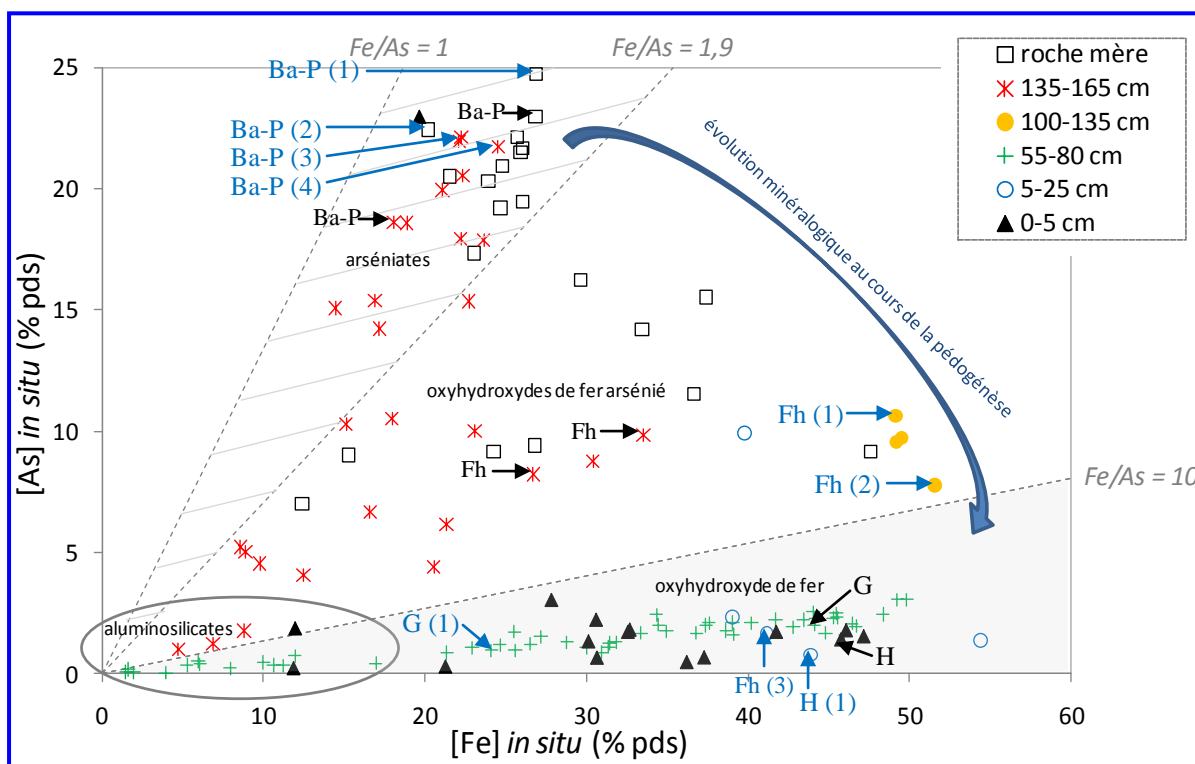 Fe/As = 1
Fe/As = 1,9
Ba-P (1)
Ba-P
Ba-P (2)
Ba-P (3)
Ba-P (4)
Ba-P
arséniates
évolution minéralogique au cours de la pédogénèse
roche mère
135-165 cm
100-135 cm
55-80 cm
5-25 cm
0-5 cm
oxyhydroxydes de fer arsénié
Fh
Fh
Fh (1)
Fh (2)
Fe/As = 10
oxyhydroxyde de fer
G
G (1)
H
Fh (3)
H (1)
aluminosilicates
25
20
15
10
5
0
[As] in situ (% pds)
0
10
20
30
40
50
60
[Fe] in situ (% pds)